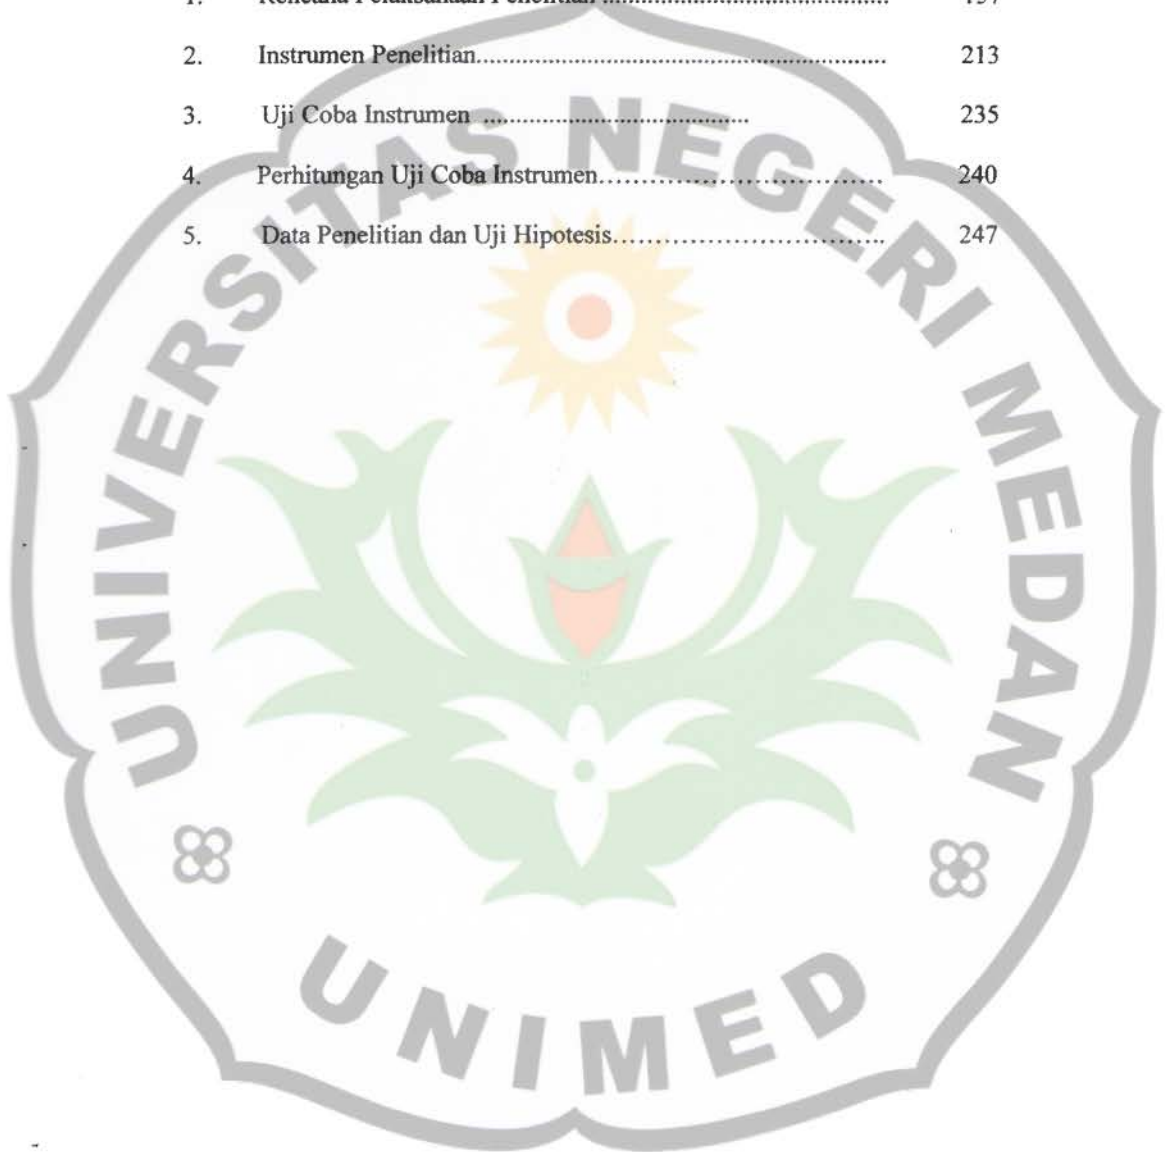 2. Instrumen Penelitian........................................................................ 213
3. Uji Coba Instrumen .............................................. 235
4. Perhitungan Uji Coba Instrumen................................ 240
5. Data Penelitian dan Uji Hipotesis.............................. 247
UNIVERSITAS NEGERI MEDAN
UNIMED